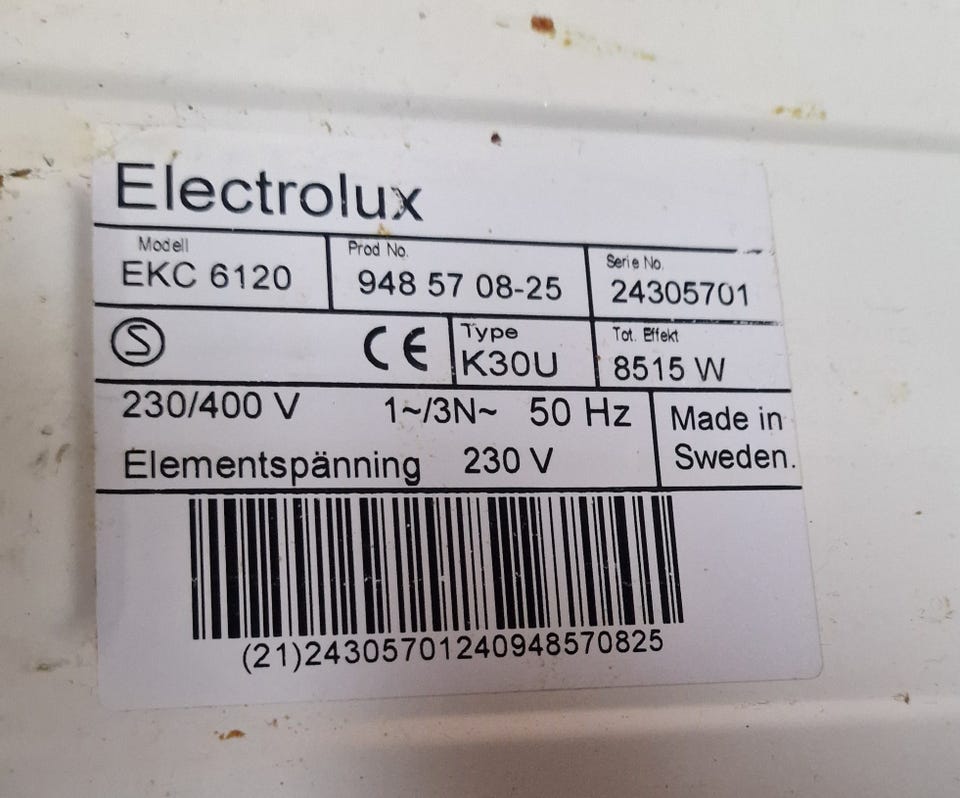 Electrolux
Modell Prod No. Serie No.
EKC 6120 948 57 08-25 24305701
S CE Type Tot. Effekt
K30U 8515 W
230/400 V 1~/3N~ 50 Hz Made in
Elementspänning 230 V Sweden.
(21)24305701240948570825